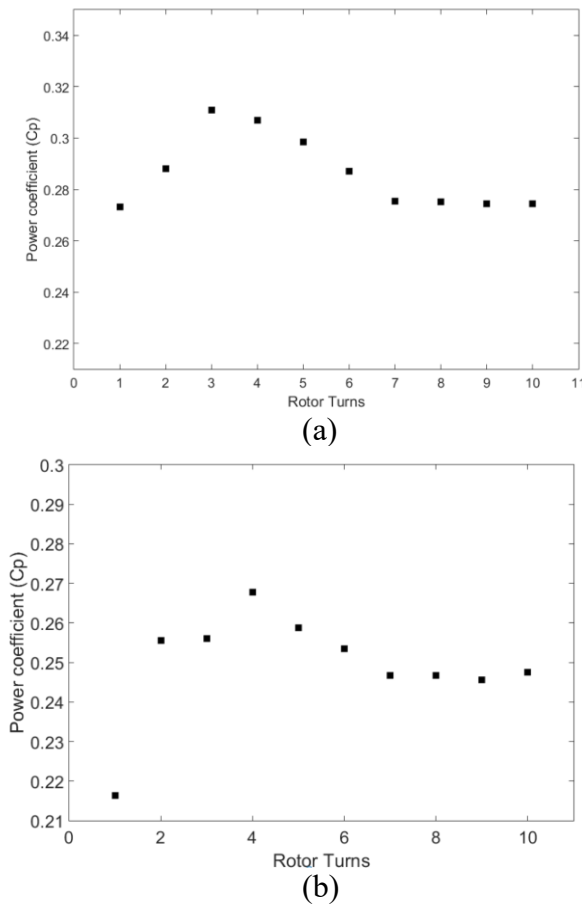 0.34
0.32
0.3
0.28
0.26
0.24
0.22
Power coefficient (Cp)
0 1 2 3 4 5 6 7 8 9 10 11
Rotor Turns
(a)
0.3
0.29
0.28
0.27
0.26
0.25
0.24
0.23
0.22
0.21
Power coefficient (Cp)
0 2 4 6 8 10
Rotor Turns
(b)